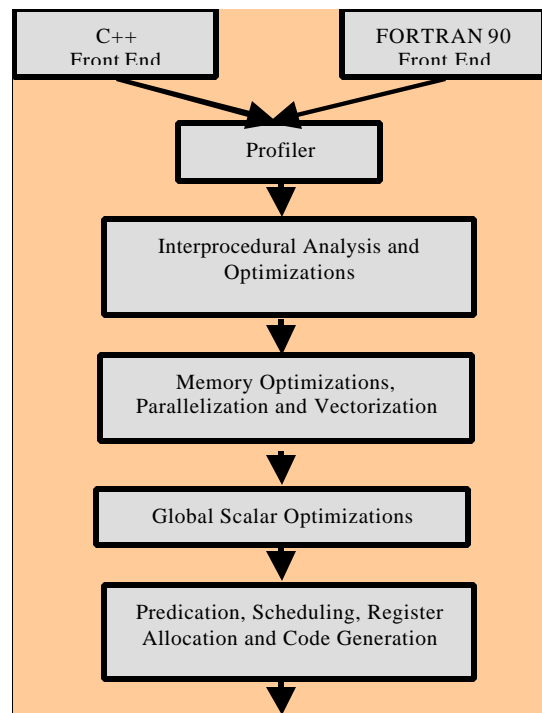 C++
Front End
FORTRAN 90
Front End
Profiler
Interprocedural Analysis and
Optimizations
Memory Optimizations,
Parallelization and Vectorization
Global Scalar Optimizations
Predication, Scheduling, Register
Allocation and Code Generation